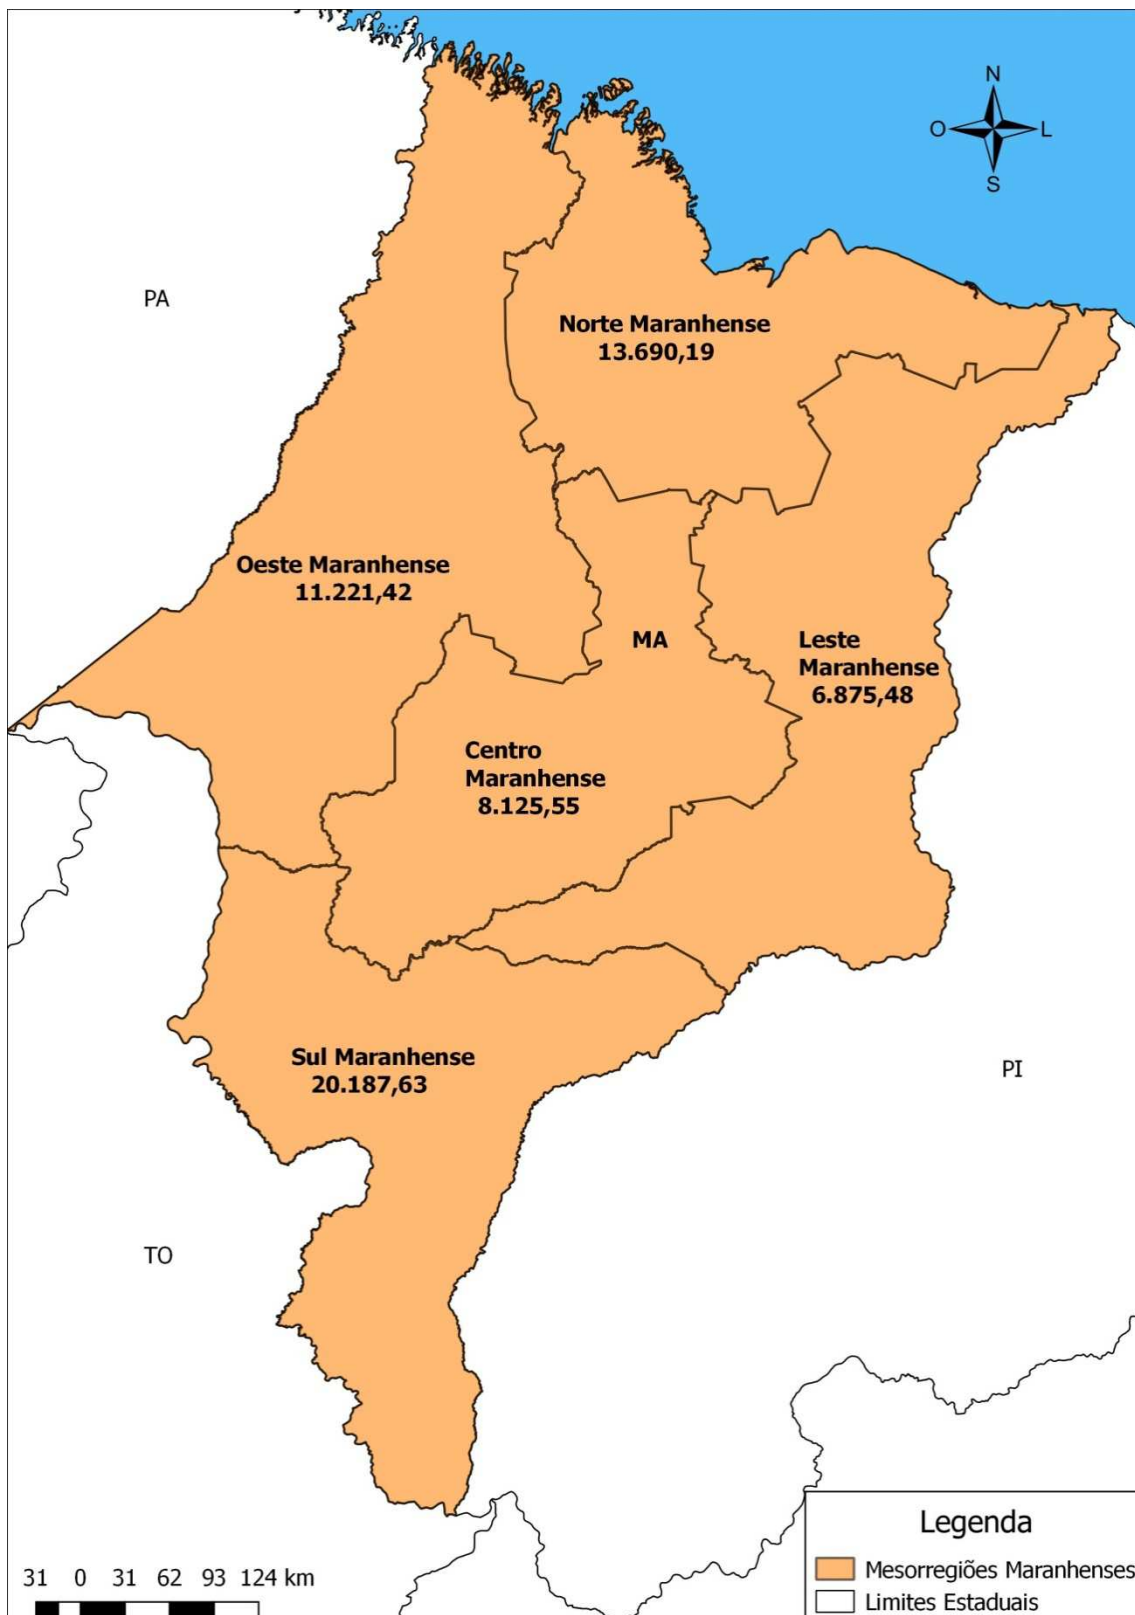 N
O L
S
PA
Norte Maranhense
13.690,19
Oeste Maranhense
11.221,42
MA
Leste
Maranhense
6.875,48
Centro
Maranhense
8.125,55
Sul Maranhense
20.187,63
PI
TO
Legenda
Mesorregiões Maranhenses
Limites Estaduais
31 0 31 62 93 124 km